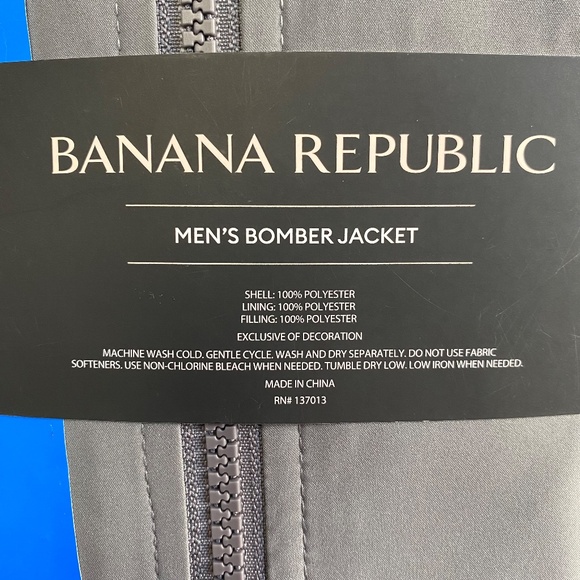 BANANA REPUBLIC
MEN'S BOMBER JACKET
SHELL: 100% POLYESTER
LINING: 100% POLYESTER
FILLING: 100% POLYESTER
EXCLUSIVE OF DECORATION
MACHINE WASH COLD. GENTLE CYCLE. WASH AND DRY SEPARATELY. DO NOT USE FABRIC
SOFTENERS. USE NON-CHLORINE BLEACH WHEN NEEDED. TUMBLE DRY LOW. LOW IRON WHEN NEEDED.
MADE IN CHINA
RN# 137013